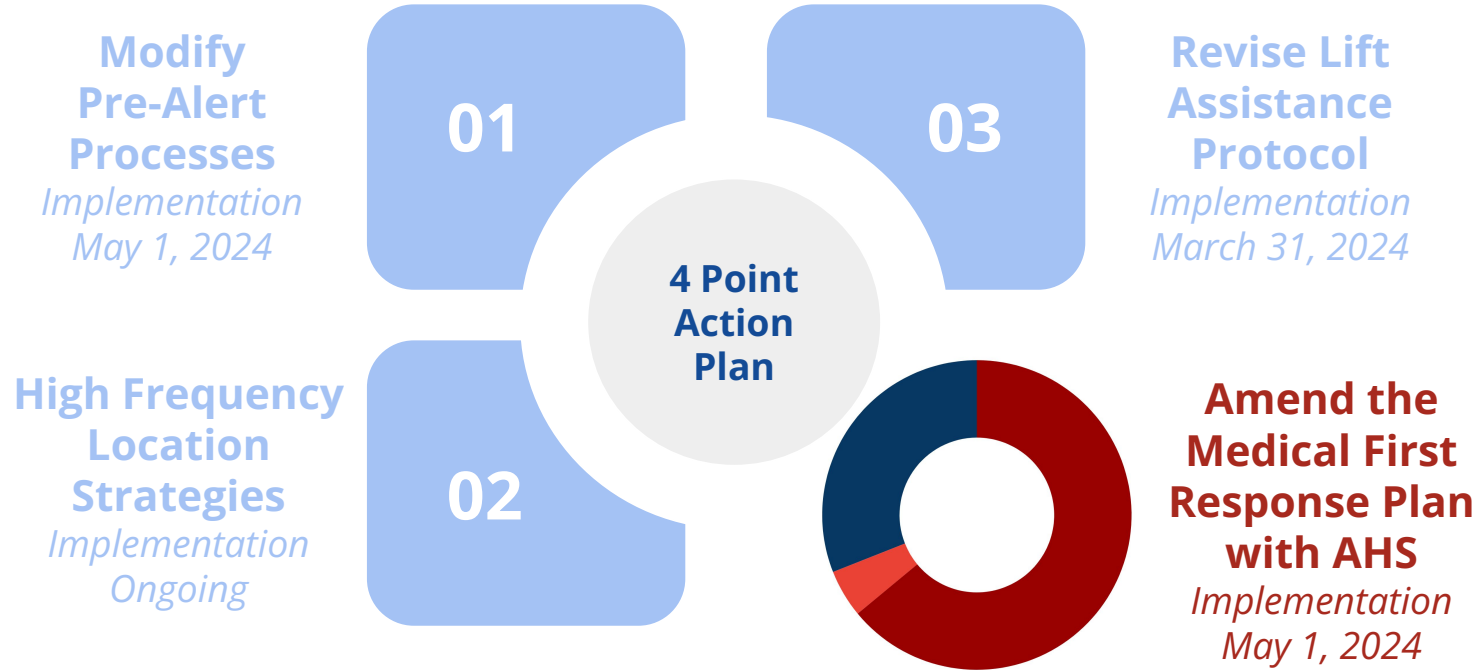 Modify
Pre-Alert
Processes
Implementation
May 1, 2024
01
03
Revise Lift
Assistance
Protocol
Implementation
March 31, 2024
4 Point
Action
Plan
High Frequency
Location
Strategies
Implementation
Ongoing
02
Amend the
Medical First
Response Plan
with AHS
Implementation
May 1, 2024